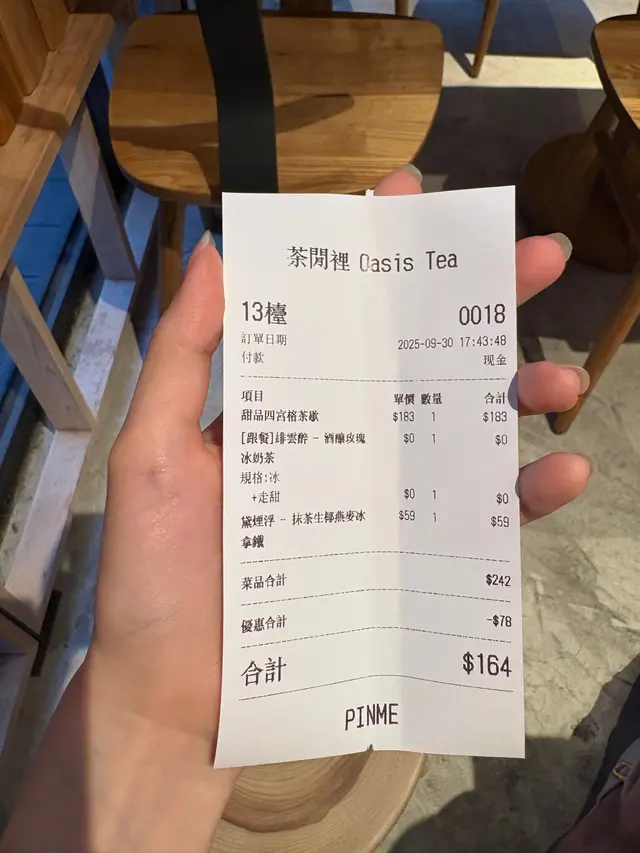 茶閒裡 Oasis Tea
13檯 0018
訂單日期 2025-09-30 17:43:48
付款 现金
項目 單價 數量 合計
甜品四宮格茶歇 $183 1 $183
[跟餐]緋雲醉 - 酒釀玫瑰 $0 1 $0
冰奶茶
規格:冰
+走甜 $0 1 $0
黛煙浮 - 抹茶生椰燕麥冰 $59 1 $59
拿鐵
菜品合計 $242
優惠合計 -$78
合計 $164
PINME